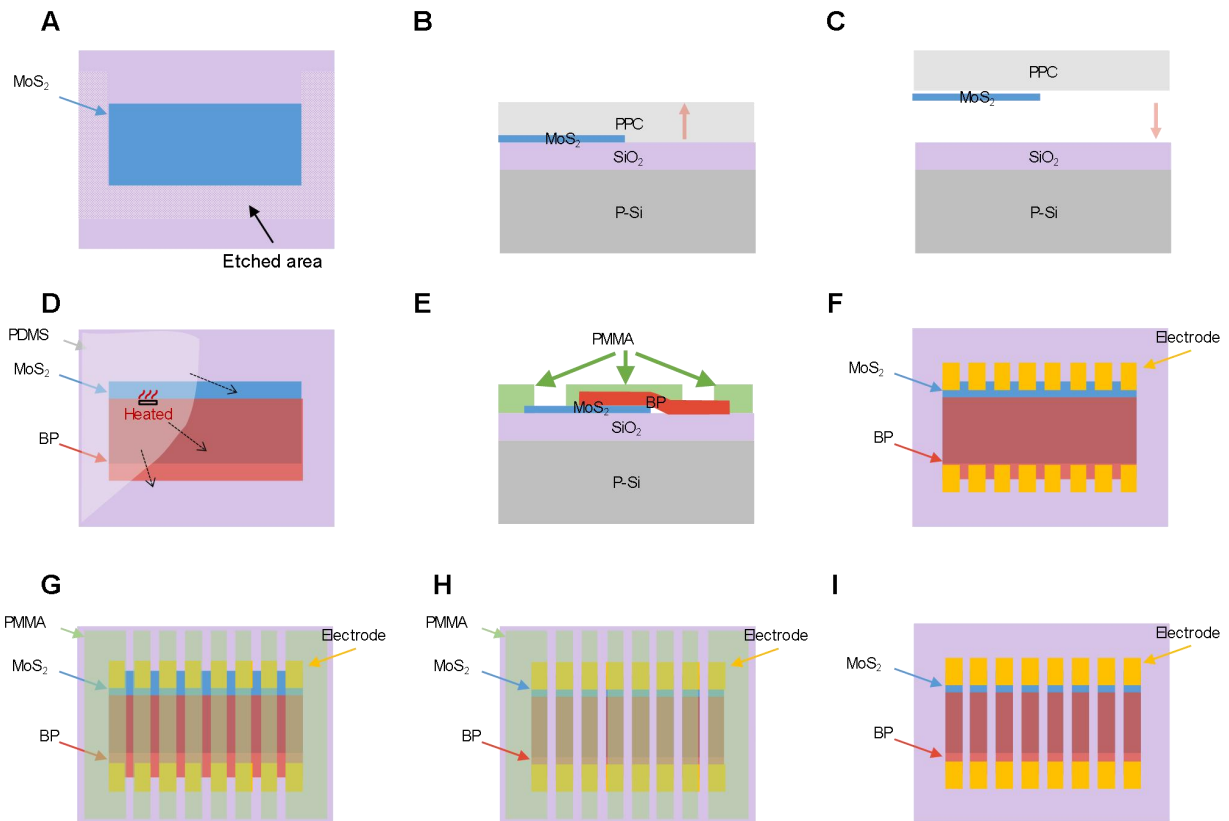 A
MoS₂
Etched area
B
PPC
MoS₂
SiO₂
P-Si
C
PPC
MoS₂
SiO₂
P-Si
D
PDMS
MoS₂
Heated
BP
E
PMMA
BP
MoS₂
SiO₂
P-Si
F
Electrode
MoS₂
BP
G
PMMA
Electrode
MoS₂
BP
H
PMMA
Electrode
MoS₂
BP
I
Electrode
MoS₂
BP